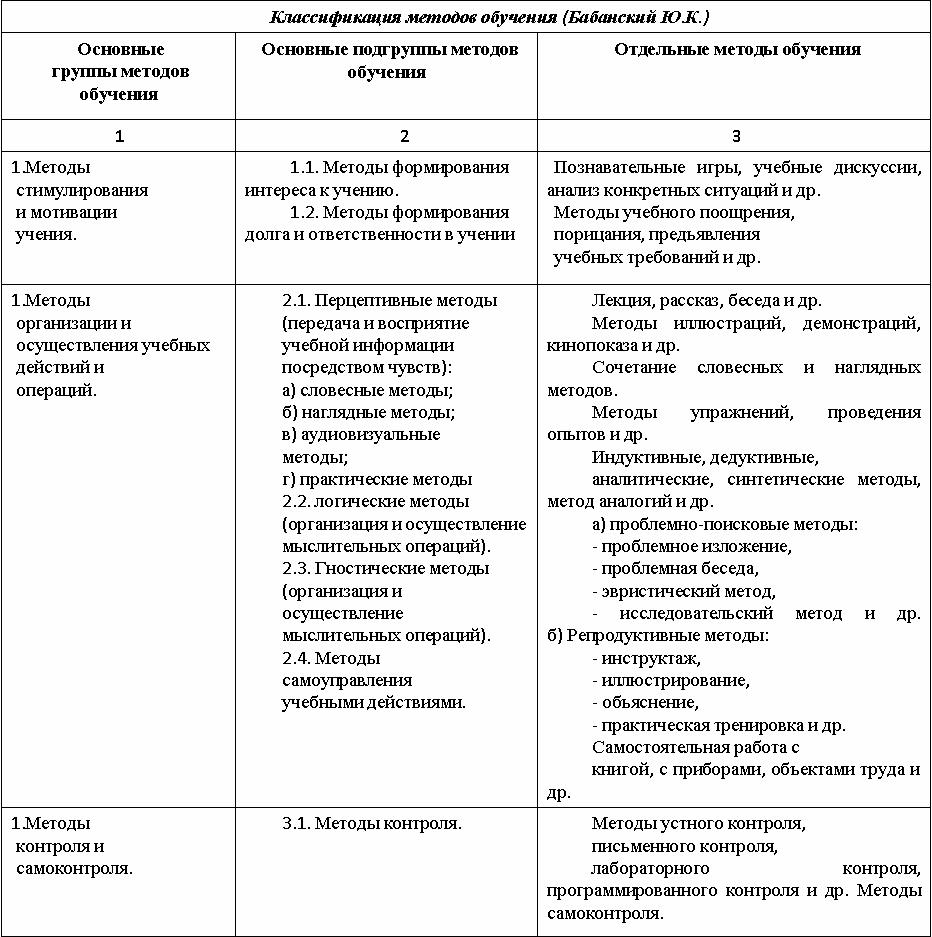 Классификация методов обучения (Бабанский Ю.К.)
Основные
группы методов
обучения
Основные подгруппы методов
обучения
Отдельные методы обучения
1
2
3
1.Методы
стимулирования
и мотивации
учения.
1.1. Методы формирования
интереса к учению.
1.2. Методы формирования
долга и ответственности в учении
Познавательные игры, учебные дискуссии,
анализ конкретных ситуаций и др.
Методы учебного поощрения,
порицания, предъявления
учебных требований и др.
1.Методы
организации и
осуществления учебных
действий и
операций.
2.1. Перцептивные методы
(передача и восприятие
учебной информации
посредством чувств):
а) словесные методы;
б) наглядные методы;
в) аудиовизуальные
методы;
г) практические методы
2.2. логические методы
(организация и осуществление
мыслительных операций).
2.3. Гностические методы
(организация и
осуществление
мыслительных операций).
2.4. Методы
самоуправления
учебными действиями.
Лекция, рассказ, беседа и др.
Методы иллюстраций, демонстраций,
кинопоказа и др.
Сочетание словесных и наглядных
методов.
Методы упражнений, проведения
опытов и др.
Индуктивные, дедуктивные,
аналитические, синтетические методы,
метод аналогий и др.
а) проблемно-поисковые методы:
- проблемное изложение,
- проблемная беседа,
- эвристический метод,
- исследовательский метод и др.
б) Репродуктивные методы:
- инструктаж,
- иллюстрирование,
- объяснение,
- практическая тренировка и др.
Самостоятельная работа с
книгой, с приборами, объектами труда и
др.
1.Методы
контроля и
самоконтроля.
3.1. Методы контроля.
Методы устного контроля,
письменного контроля,
лабораторного контроля,
программированного контроля и др. Методы
самоконтроля.